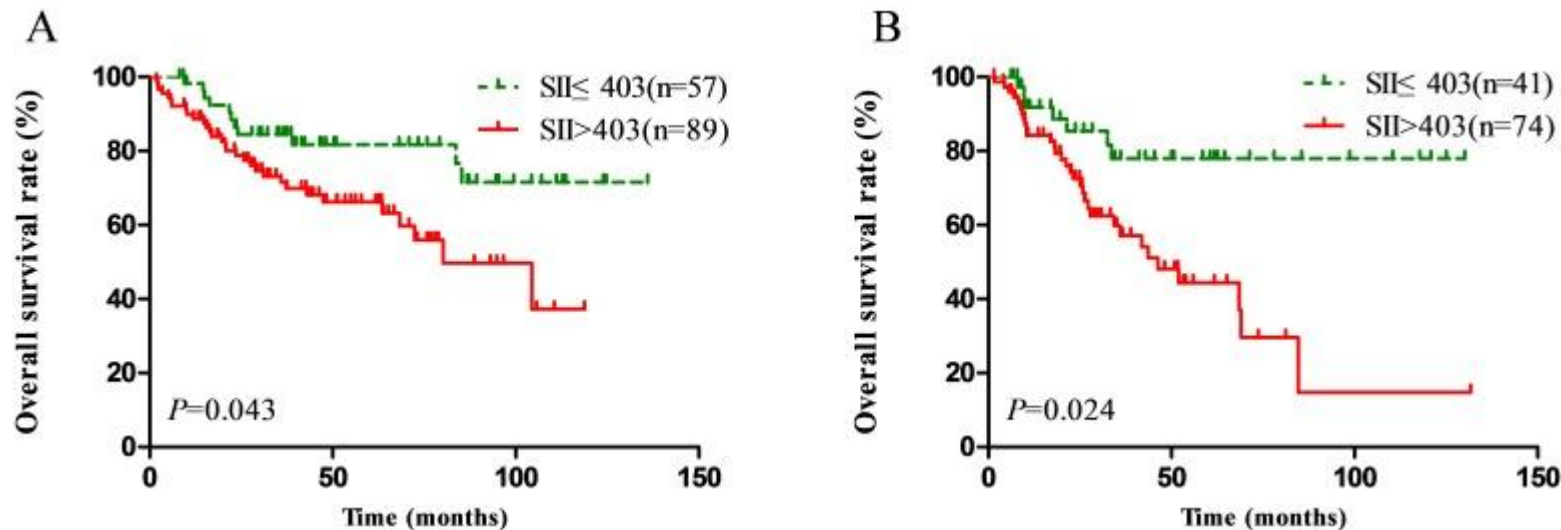 A
Overall survival rate (%)
100
80
60
40
20
0
SII≤ 403(n=57)
SII>403(n=89)
P=0.043
0 50 100 150
Time (months)
B
Overall survival rate (%)
100
80
60
40
20
0
SII≤ 403(n=41)
SII>403(n=74)
P=0.024
0 50 100 150
Time (months)